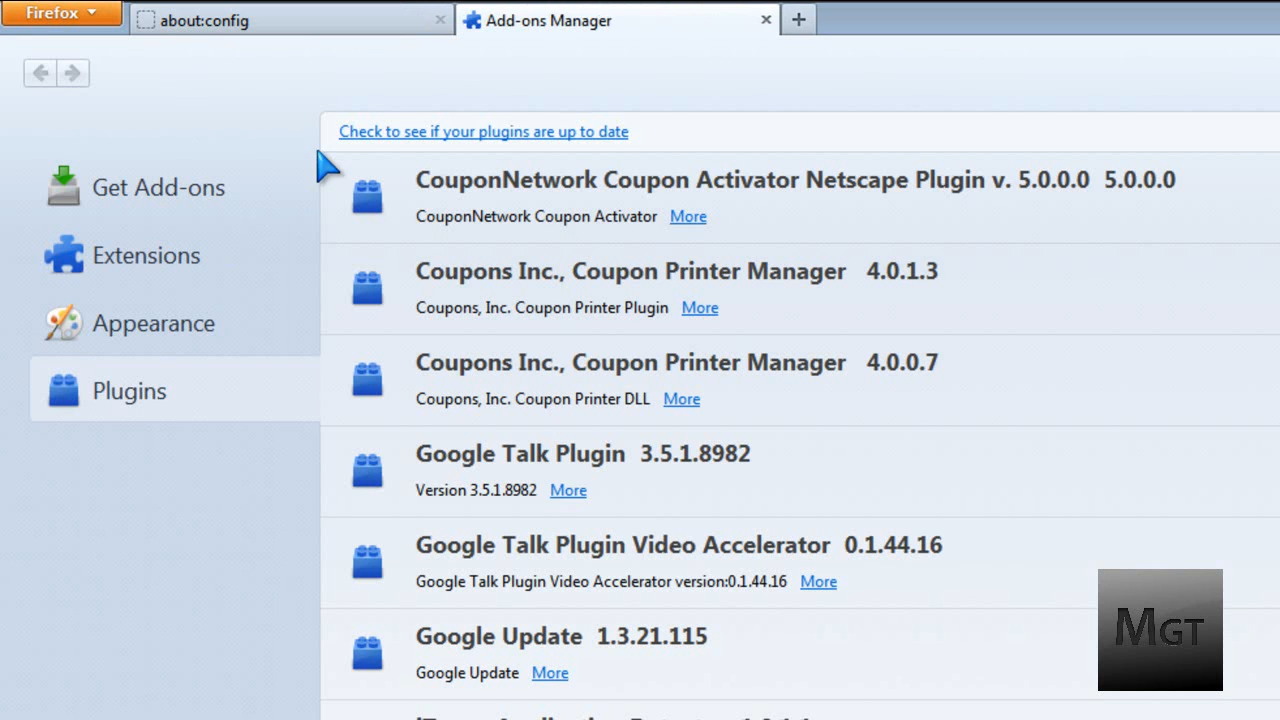 Firefox
about:config
Add-ons Manager
Check to see if your plugins are up to date
Get Add-ons
Extensions
Appearance
Plugins
CouponNetwork Coupon Activator Netscape Plugin v. 5.0.0.0 5.0.0.0
CouponNetwork Coupon Activator More
Coupons Inc., Coupon Printer Manager 4.0.1.3
Coupons, Inc. Coupon Printer Plugin More
Coupons Inc., Coupon Printer Manager 4.0.0.7
Coupons, Inc. Coupon Printer DLL More
Google Talk Plugin 3.5.1.8982
Version 3.5.1.8982 More
Google Talk Plugin Video Accelerator 0.1.44.16
Google Talk Plugin Video Accelerator version:0.1.44.16 More
Google Update 1.3.21.115
Google Update More
MGT